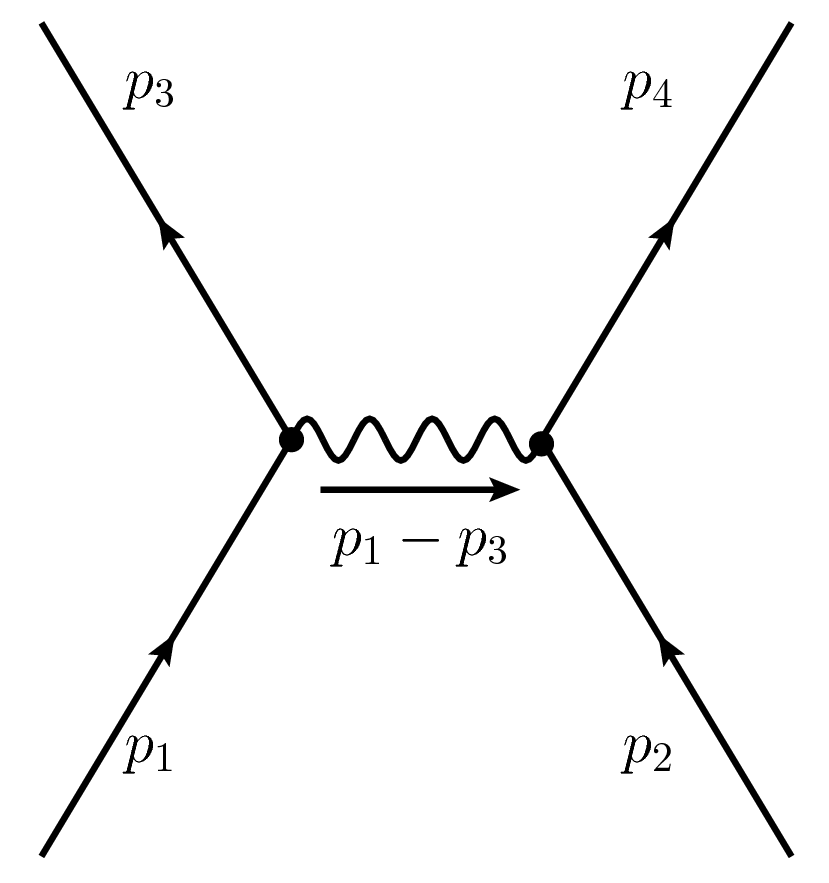 p₃ p₄
p₁ − p₃
p₁ p₂